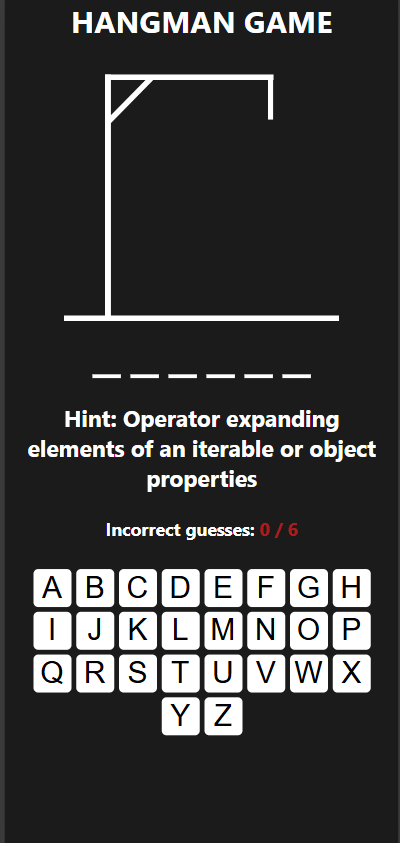 HANGMAN GAME
_ _ _ _ _ _
Hint: Operator expanding
elements of an iterable or object
properties
Incorrect guesses: 0 / 6
A B C D E F G H
I J K L M N O P
Q R S T U V W X
Y Z